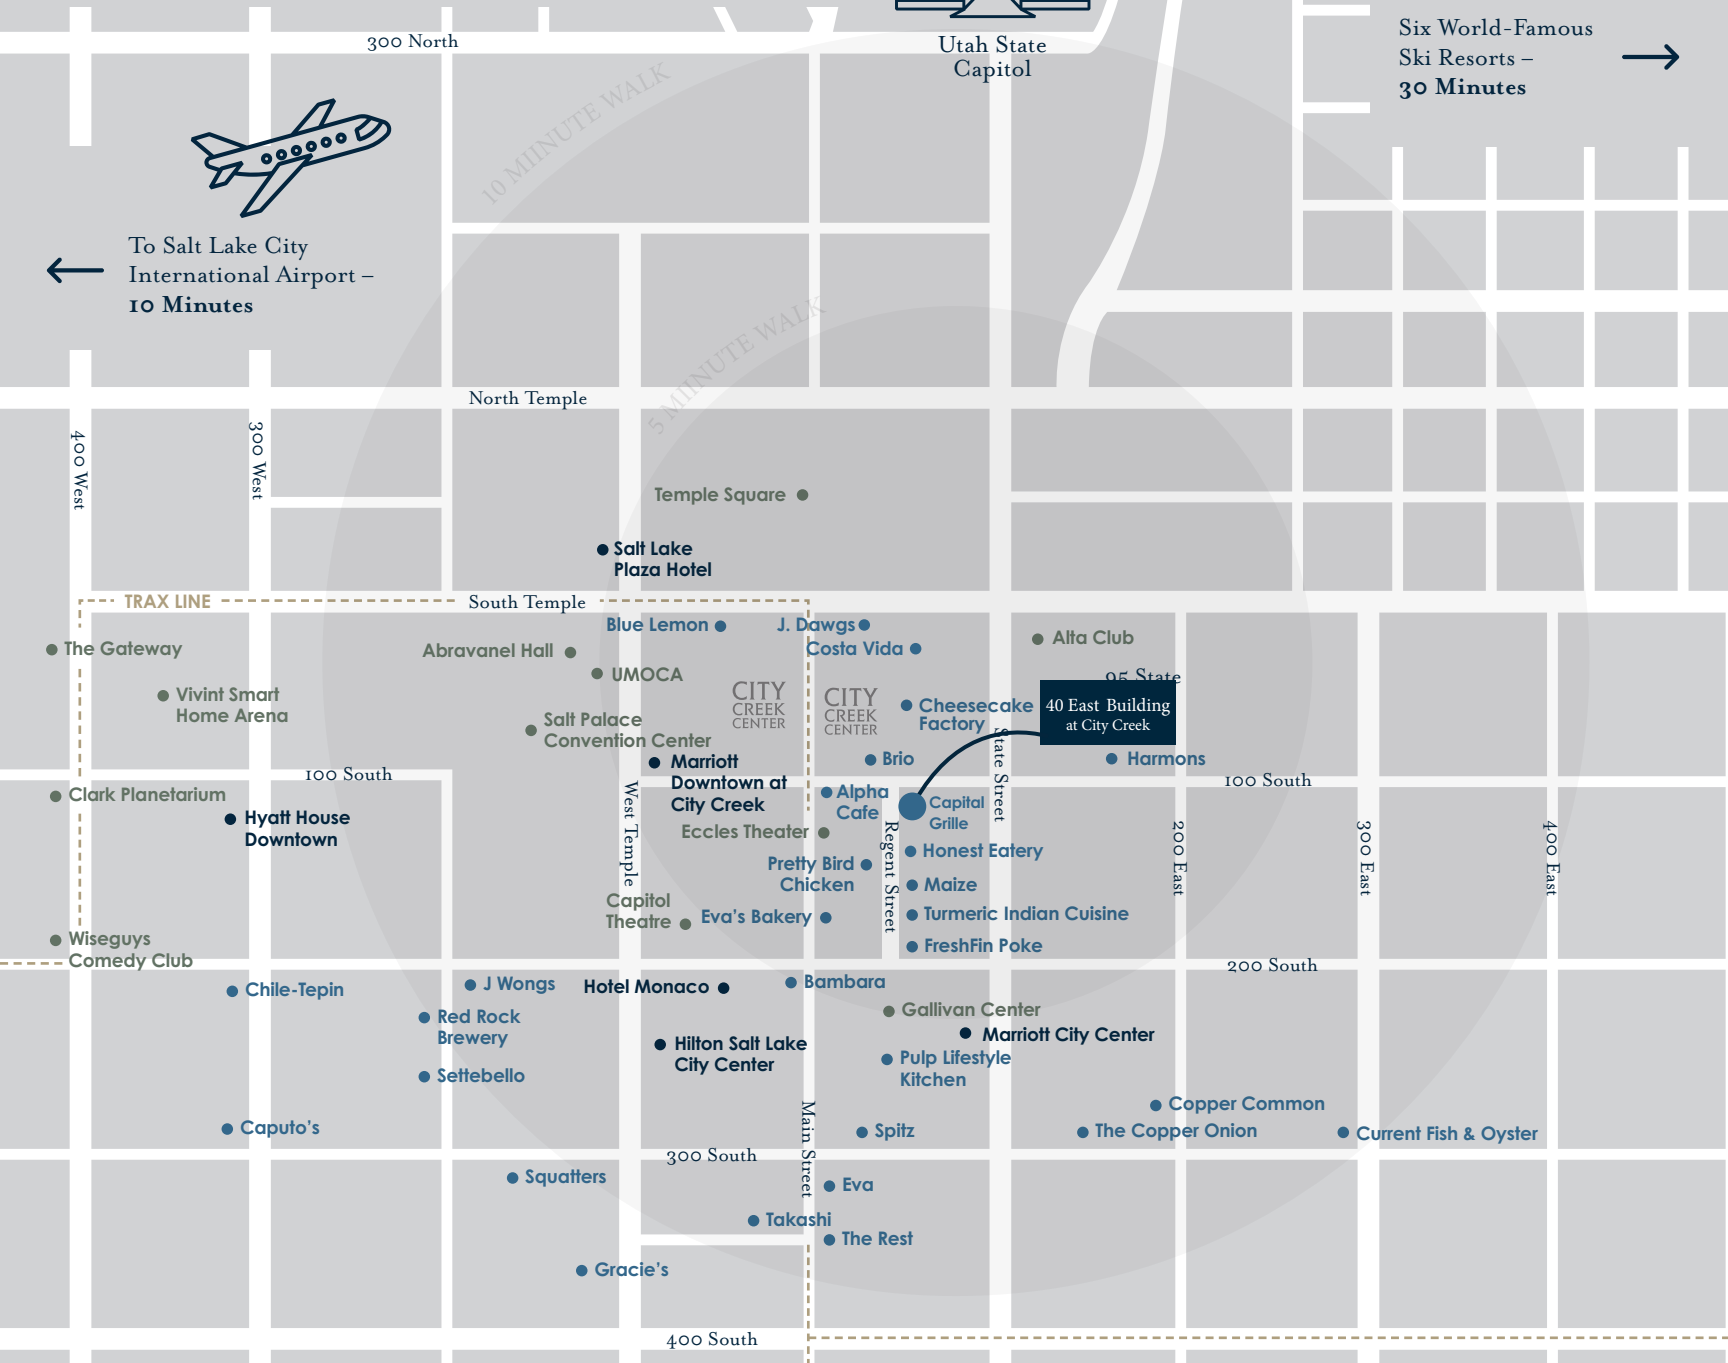 300 North
Utah State
Capitol
Six World-Famous
Ski Resorts –
30 Minutes
10 MIINUTE WALK
To Salt Lake City
International Airport –
10 Minutes
5 MIINUTE WALK
North Temple
400 West
300 West
Temple Square
Salt Lake
Plaza Hotel
TRAX LINE
South Temple
Blue Lemon
J. Dawgs
Costa Vida
Alta Club
The Gateway
Abravanel Hall
UMOCA
95 State
Vivint Smart
Home Arena
CITY
CREEK
CENTER
CITY
CREEK
CENTER
Cheesecake
Factory
40 East Building
at City Creek
Salt Palace
Convention Center
State Street
Brio
Harmons
Marriott
Downtown at
City Creek
100 South
100 South
Clark Planetarium
West Temple
Alpha
Cafe
Capital
Grille
Hyatt House
Downtown
Eccles Theater
Regent Street
200 East
300 East
400 East
Honest Eatery
Pretty Bird
Chicken
Maize
Capitol
Theatre
Eva's Bakery
Turmeric Indian Cuisine
Wiseguys
Comedy Club
FreshFin Poke
200 South
Chile-Tepin
J Wongs
Hotel Monaco
Bambara
Red Rock
Brewery
Gallivan Center
Marriott City Center
Hilton Salt Lake
City Center
Pulp Lifestyle
Kitchen
Settebello
Main Street
Copper Common
Caputo's
Spitz
The Copper Onion
Current Fish & Oyster
300 South
Squatters
Eva
Takashi
The Rest
Gracie's
400 South